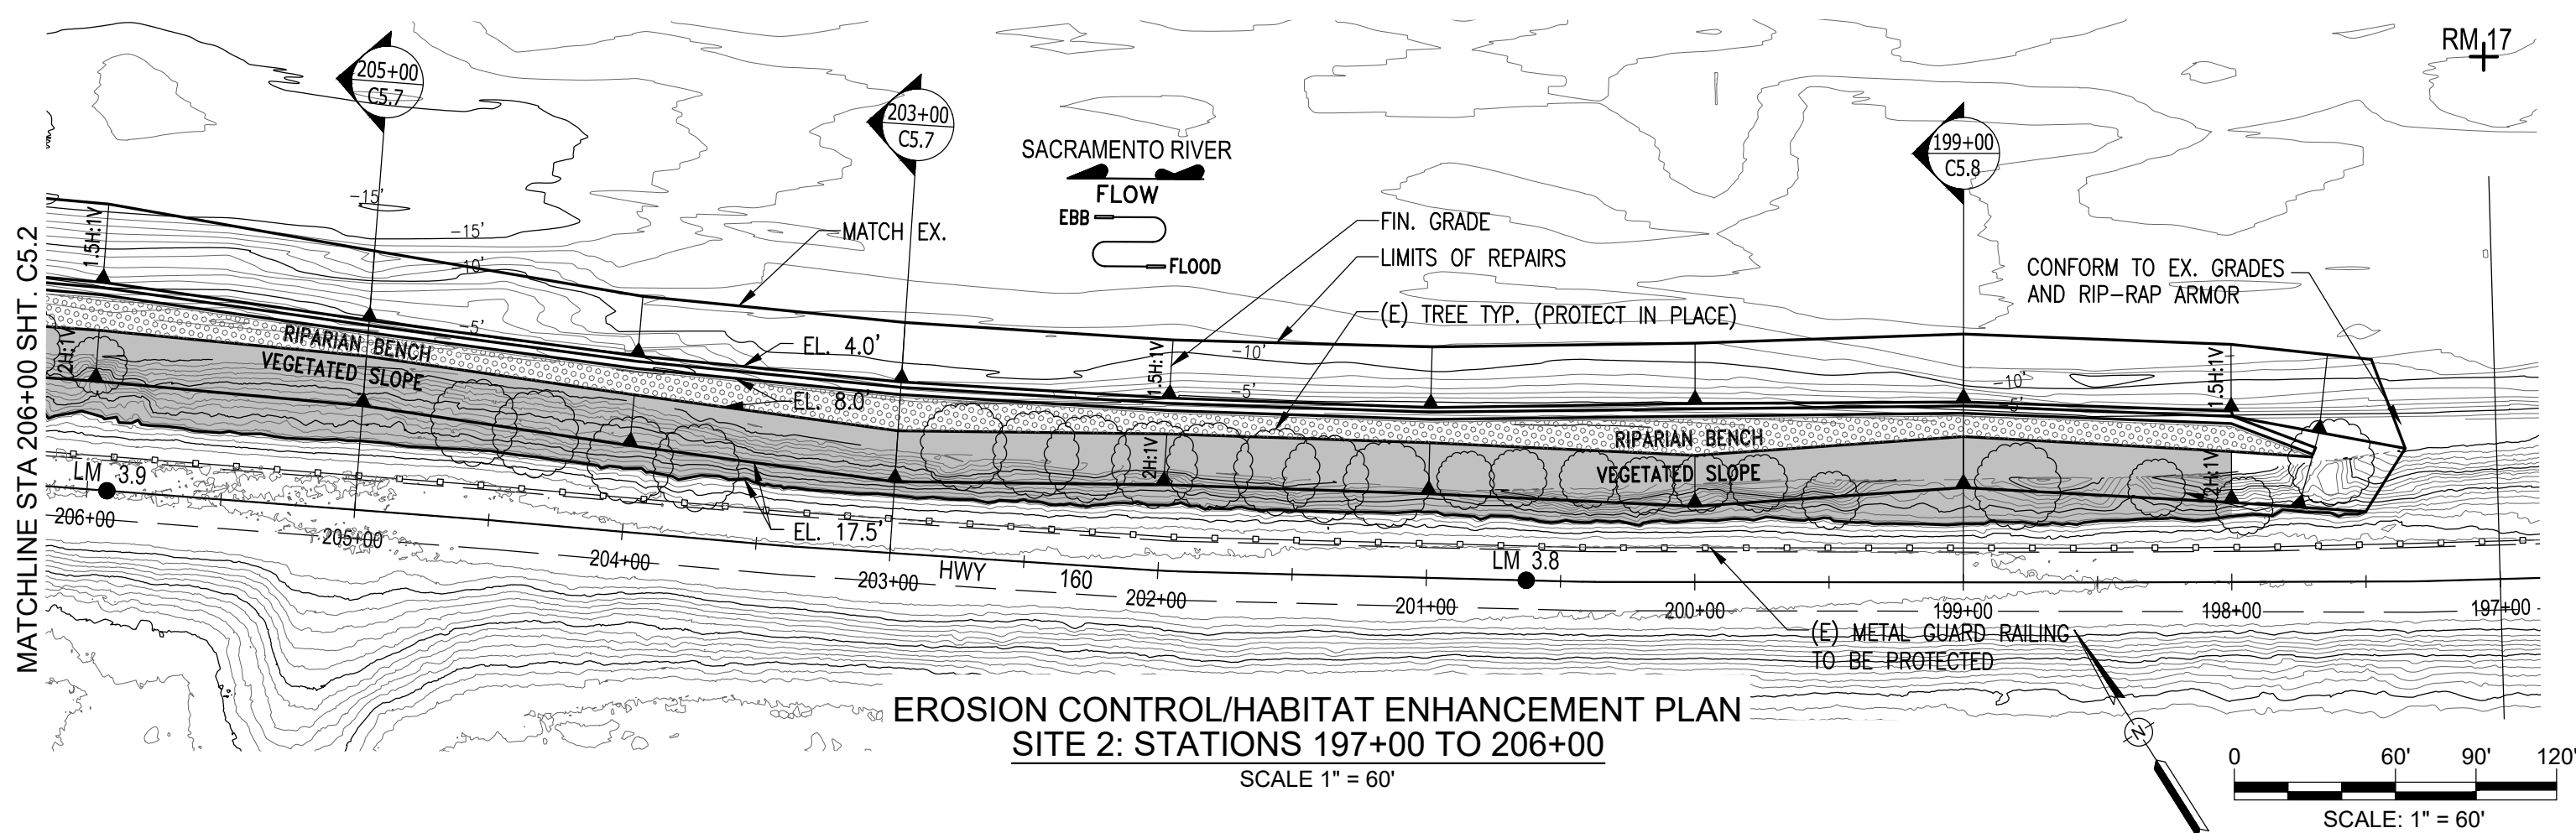 RM 17
205+00
C5.7
203+00
C5.7
199+00
C5.8
SACRAMENTO RIVER
FLOW
EBB
FLOOD
MATCH EX.
FIN. GRADE
LIMITS OF REPAIRS
(E) TREE TYP. (PROTECT IN PLACE)
CONFORM TO EX. GRADES
AND RIP-RAP ARMOR
MATCHLINE STA 206+00 SHT. C5.2
-15'
-15'
-10'
-5'
1.5H:1V
2H:1V
RIPARIAN BENCH
VEGETATED SLOPE
EL. 4.0'
EL. 8.0'
EL. 17.5'
1.5H:1V
2H:1V
-10'
-5'
RIPARIAN BENCH
VEGETATED SLOPE
-10'
-5'
1.5H:1V
2H:1V
LM 3.9
LM 3.8
206+00
205+00
204+00
203+00
HWY 160
202+00
201+00
200+00
199+00
198+00
197+00
(E) METAL GUARD RAILING
TO BE PROTECTED
N
EROSION CONTROL/HABITAT ENHANCEMENT PLAN
SITE 2: STATIONS 197+00 TO 206+00
SCALE 1" = 60'
0 60' 90' 120'
SCALE: 1" = 60'